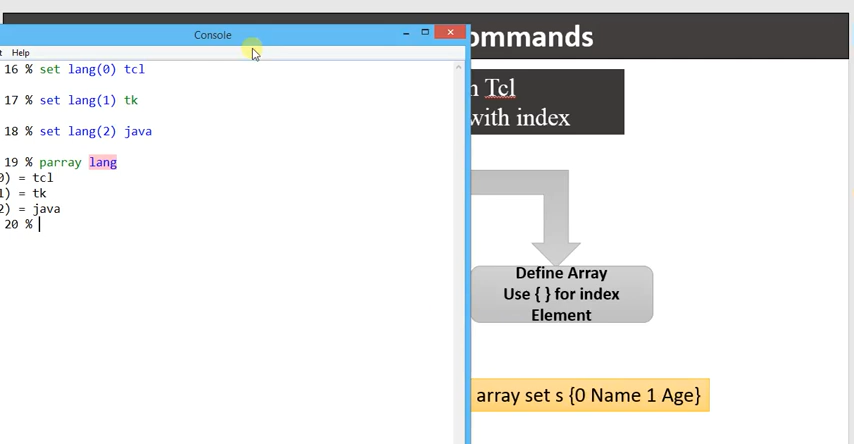 Console
Help
16 % set lang(0) tcl
17 % set lang(1) tk
18 % set lang(2) java
19 % parray lang
0) = tcl
1) = tk
2) = java
20 %
ommands
n Tcl
with index
Define Array
Use { } for index
Element
array set s {0 Name 1 Age}